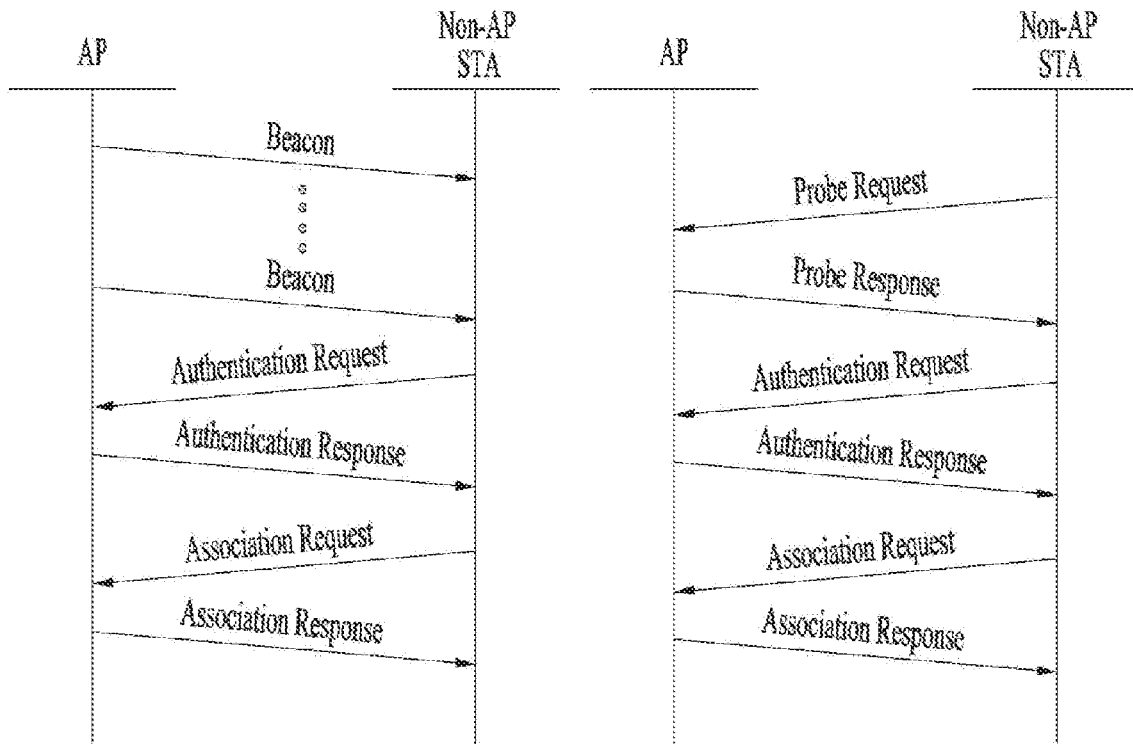 AP
Non-AP
STA
Beacon
Beacon
Authentication Request
Authentication Response
Association Request
Association Response
AP
Non-AP
STA
Probe Request
Probe Response
Authentication Request
Authentication Response
Association Request
Association Response